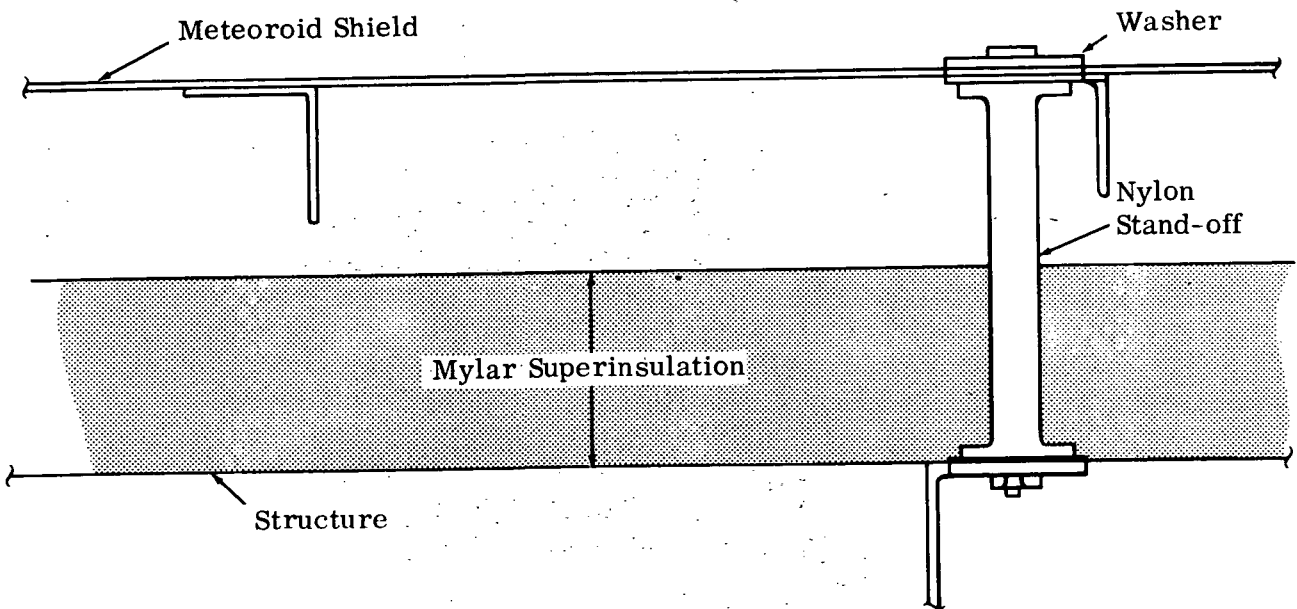 Meteoroid Shield
Washer
Nylon
Stand-off
Mylar Superinsulation
Structure